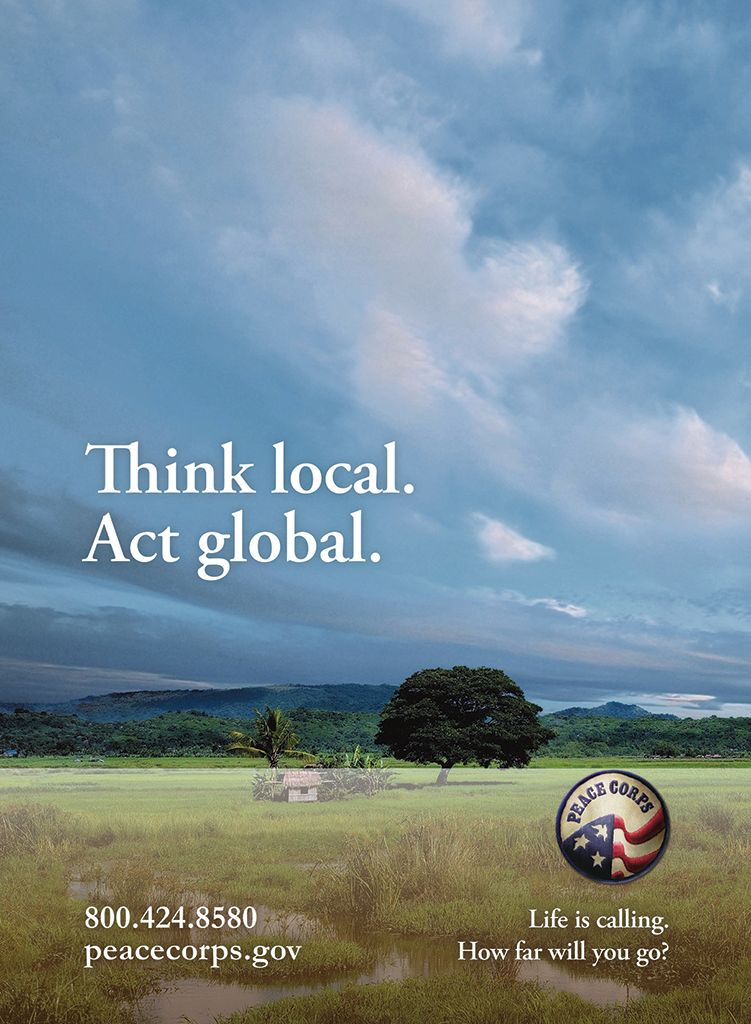 Think local.
Act global.
PEACE CORPS
800.424.8580
peacecorps.gov
Life is calling.
How far will you go?